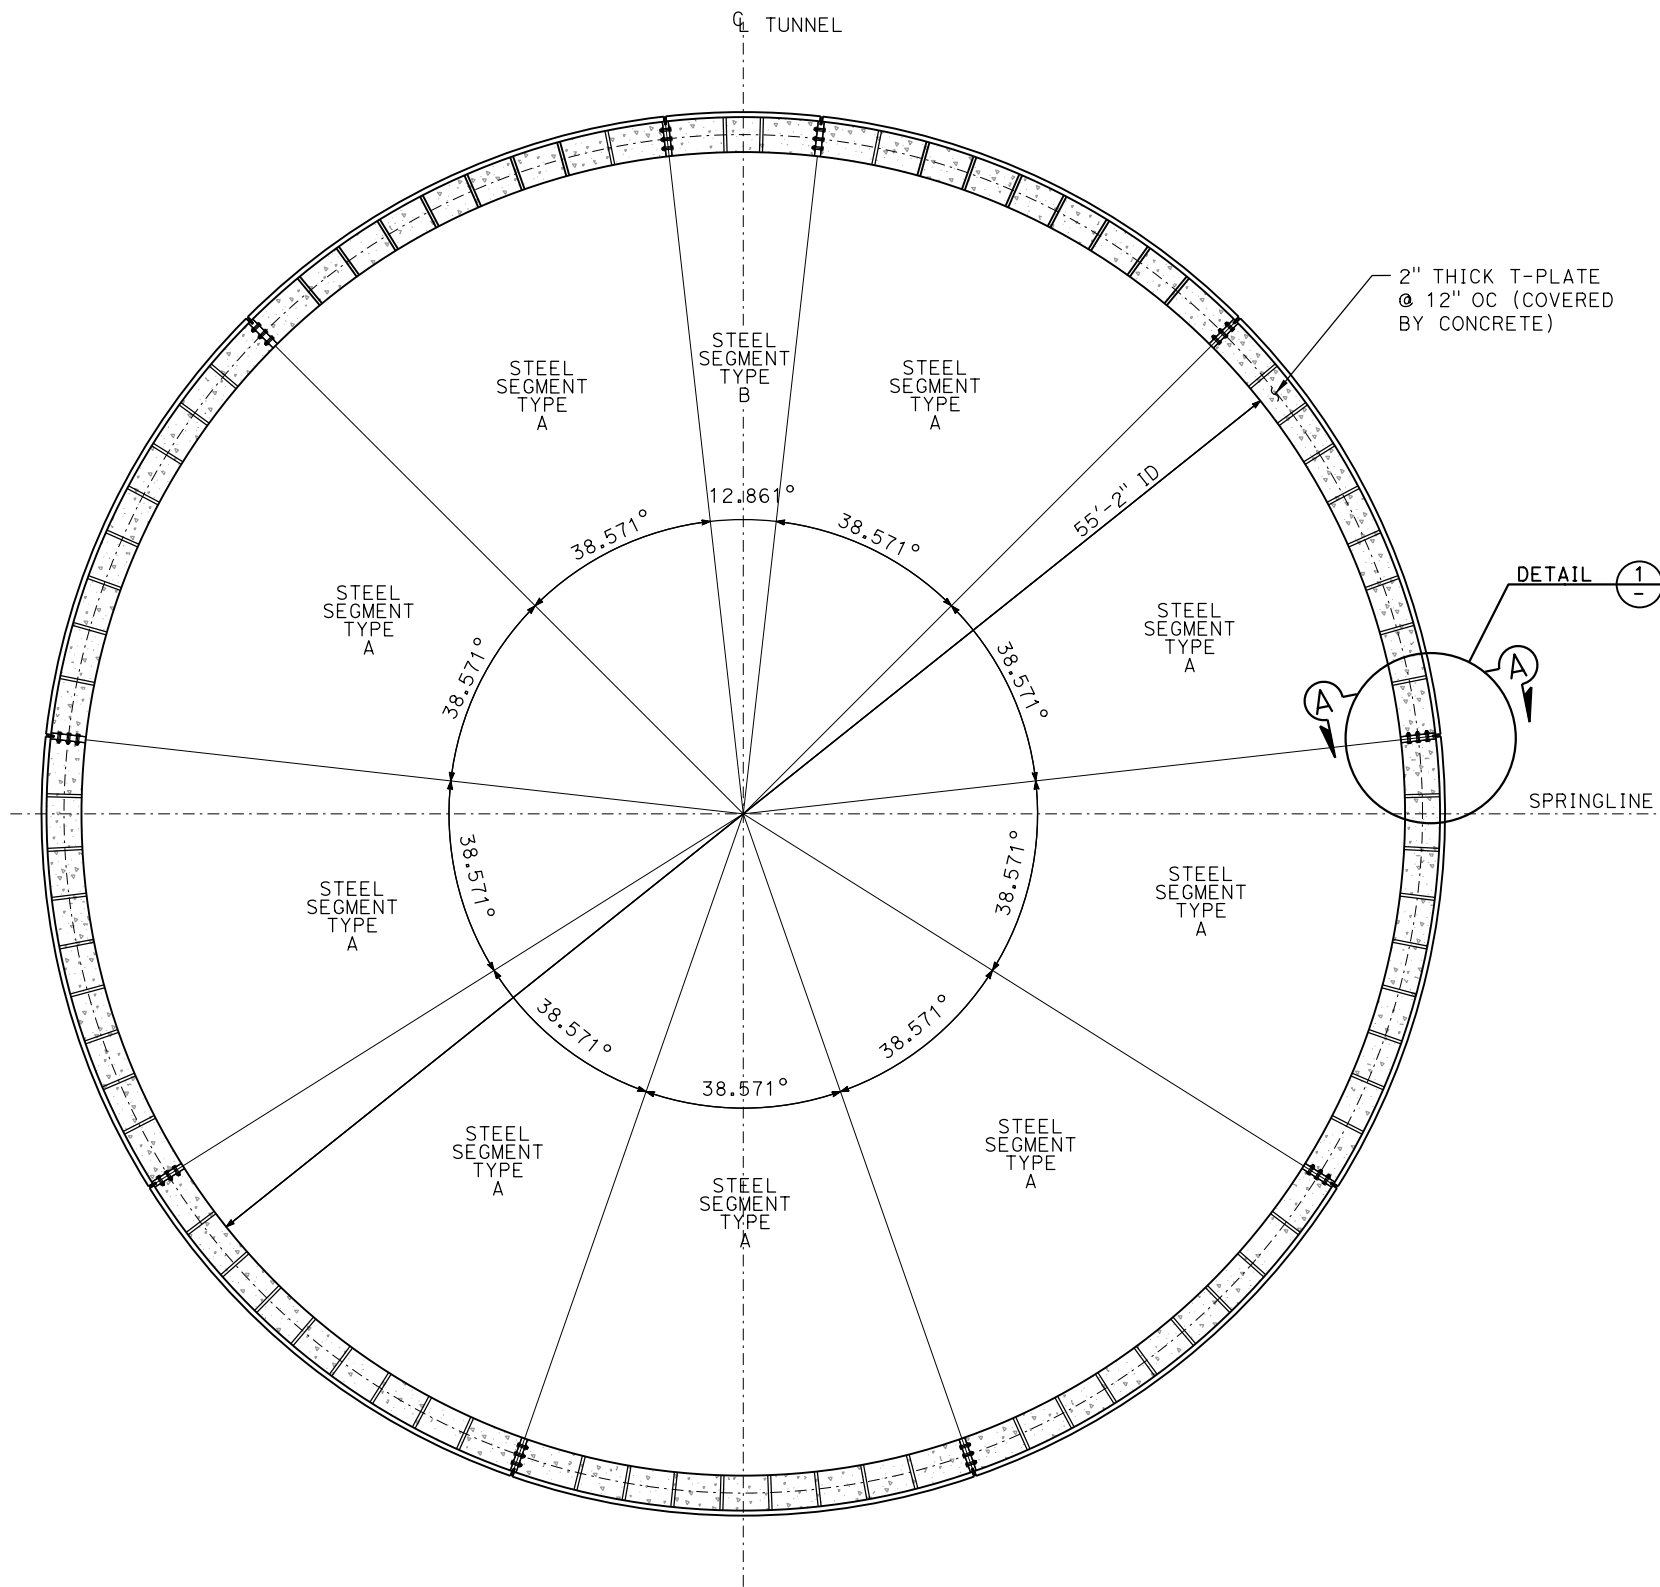 ℄ TUNNEL
2" THICK T-PLATE
@ 12" OC (COVERED
BY CONCRETE)
STEEL
SEGMENT
TYPE
B
STEEL
SEGMENT
TYPE
A
STEEL
SEGMENT
TYPE
A
12.861°
38.571°
38.571°
55'-2" ID
DETAIL
1
-
STEEL
SEGMENT
TYPE
A
STEEL
SEGMENT
TYPE
A
38.571°
38.571°
A
A
SPRINGLINE
38.571°
38.571°
STEEL
SEGMENT
TYPE
A
STEEL
SEGMENT
TYPE
A
38.571°
38.571°
38.571°
STEEL
SEGMENT
TYPE
A
STEEL
SEGMENT
TYPE
A
STEEL
SEGMENT
TYPE
A